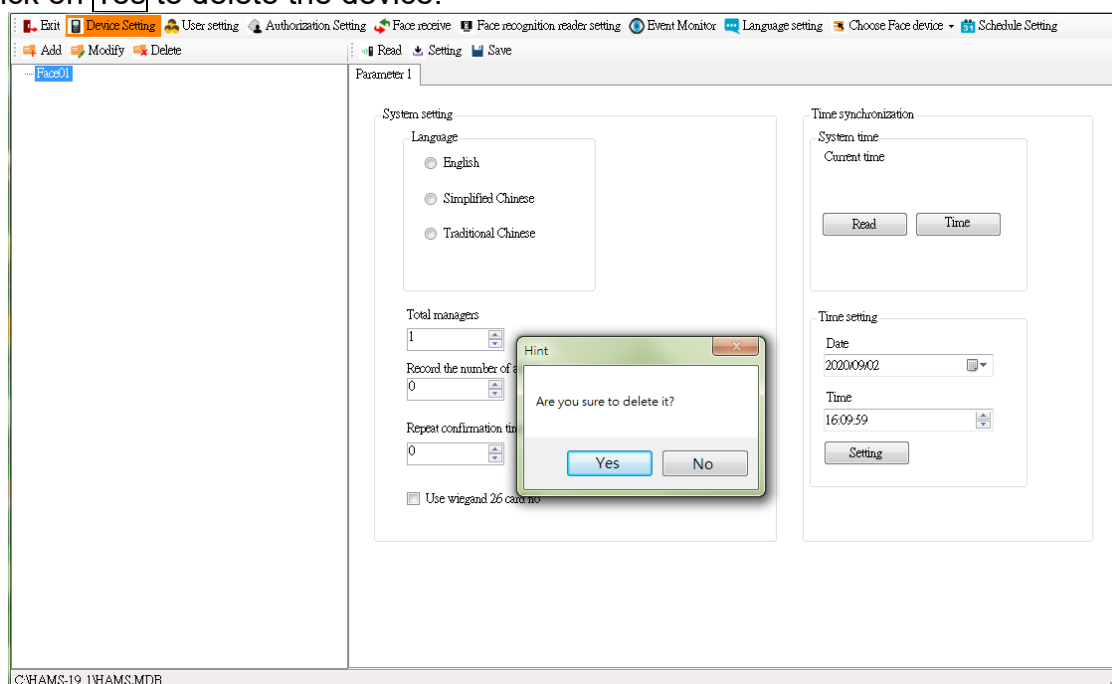 ick on Yes to delete the device.
Exit Device Setting User setting Authorization Setting Face receive Face recognition reader setting Event Monitor Language setting Choose Face device Schedule Setting
Add Modify Delete Read Setting Save
Face01
Parameter 1
System setting
Language
English
Simplified Chinese
Traditional Chinese
Total managers
1
Record the number of a
0
Repeat confirmation tin
0
Use wiegand 26 card no
Hint
Are you sure to delete it?
Yes No
Time synchronization
System time
Current time
Read Time
Time setting
Date
2020/09/02
Time
16:09:59
Setting
C:\HAMS-19_1\HAMS.MDB